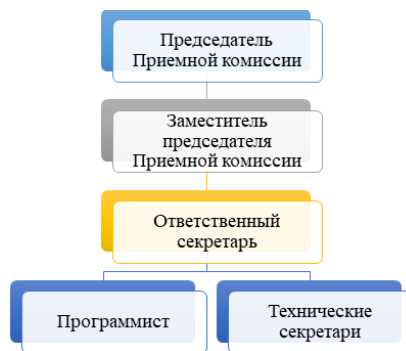 Председатель
Приемной комиссии
Заместитель
председателя
Приемной комиссии
Ответственный
секретарь
Программист
Технические
секретари